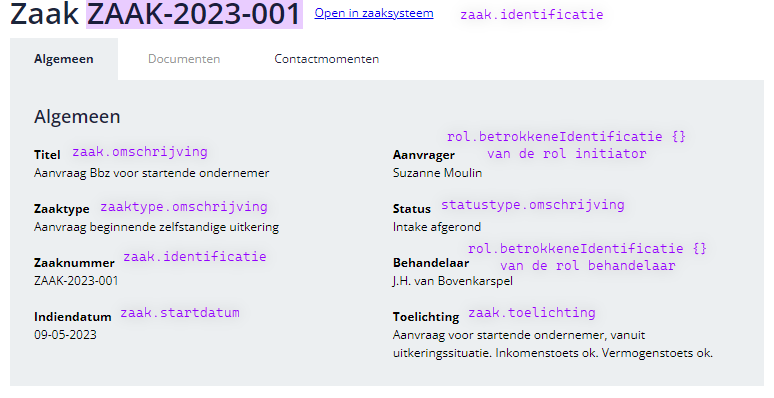 Zaak ZAAK-2023-001 Open in zaaksysteem zaak.identificatie
Algemeen Documenten Contactmomenten
Algemeen
Titel zaak.omschrijving
Aanvraag Bbz voor startende ondernemer
rol.betrokkeneIdentificatie {}
Aanvrager van de rol initiator
Suzanne Moulin
Zaaktype zaaktype.omschrijving
Aanvraag beginnende zelfstandige uitkering
Status statustype.omschrijving
Intake afgerond
Zaaknummer zaak.identificatie
ZAAK-2023-001
rol.betrokkeneIdentificatie {}
Behandelaar van de rol behandelaar
J.H. van Bovenkarspel
Indiendatum zaak.startdatum
09-05-2023
Toelichting zaak.toelichting
Aanvraag voor startende ondernemer, vanuit
uitkeringssituatie. Inkomenstoets ok. Vermogenstoets ok.